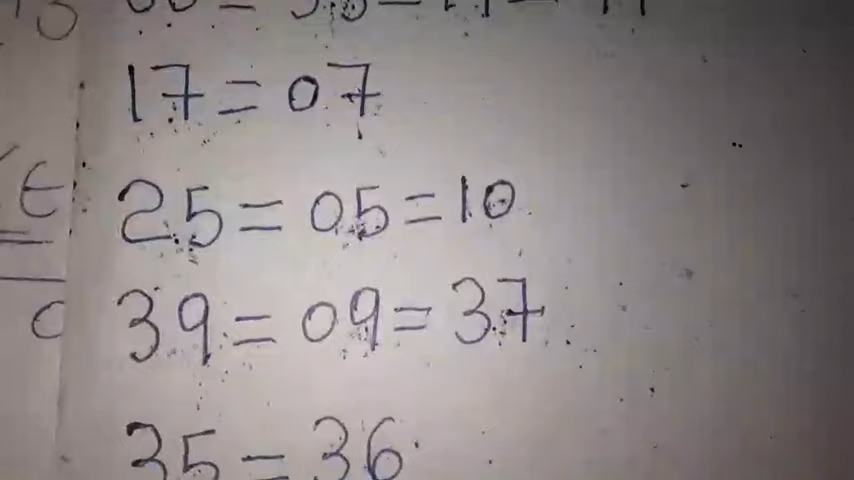 17 = 07
25 = 05 = 10
39 = 09 = 37
35 = 36